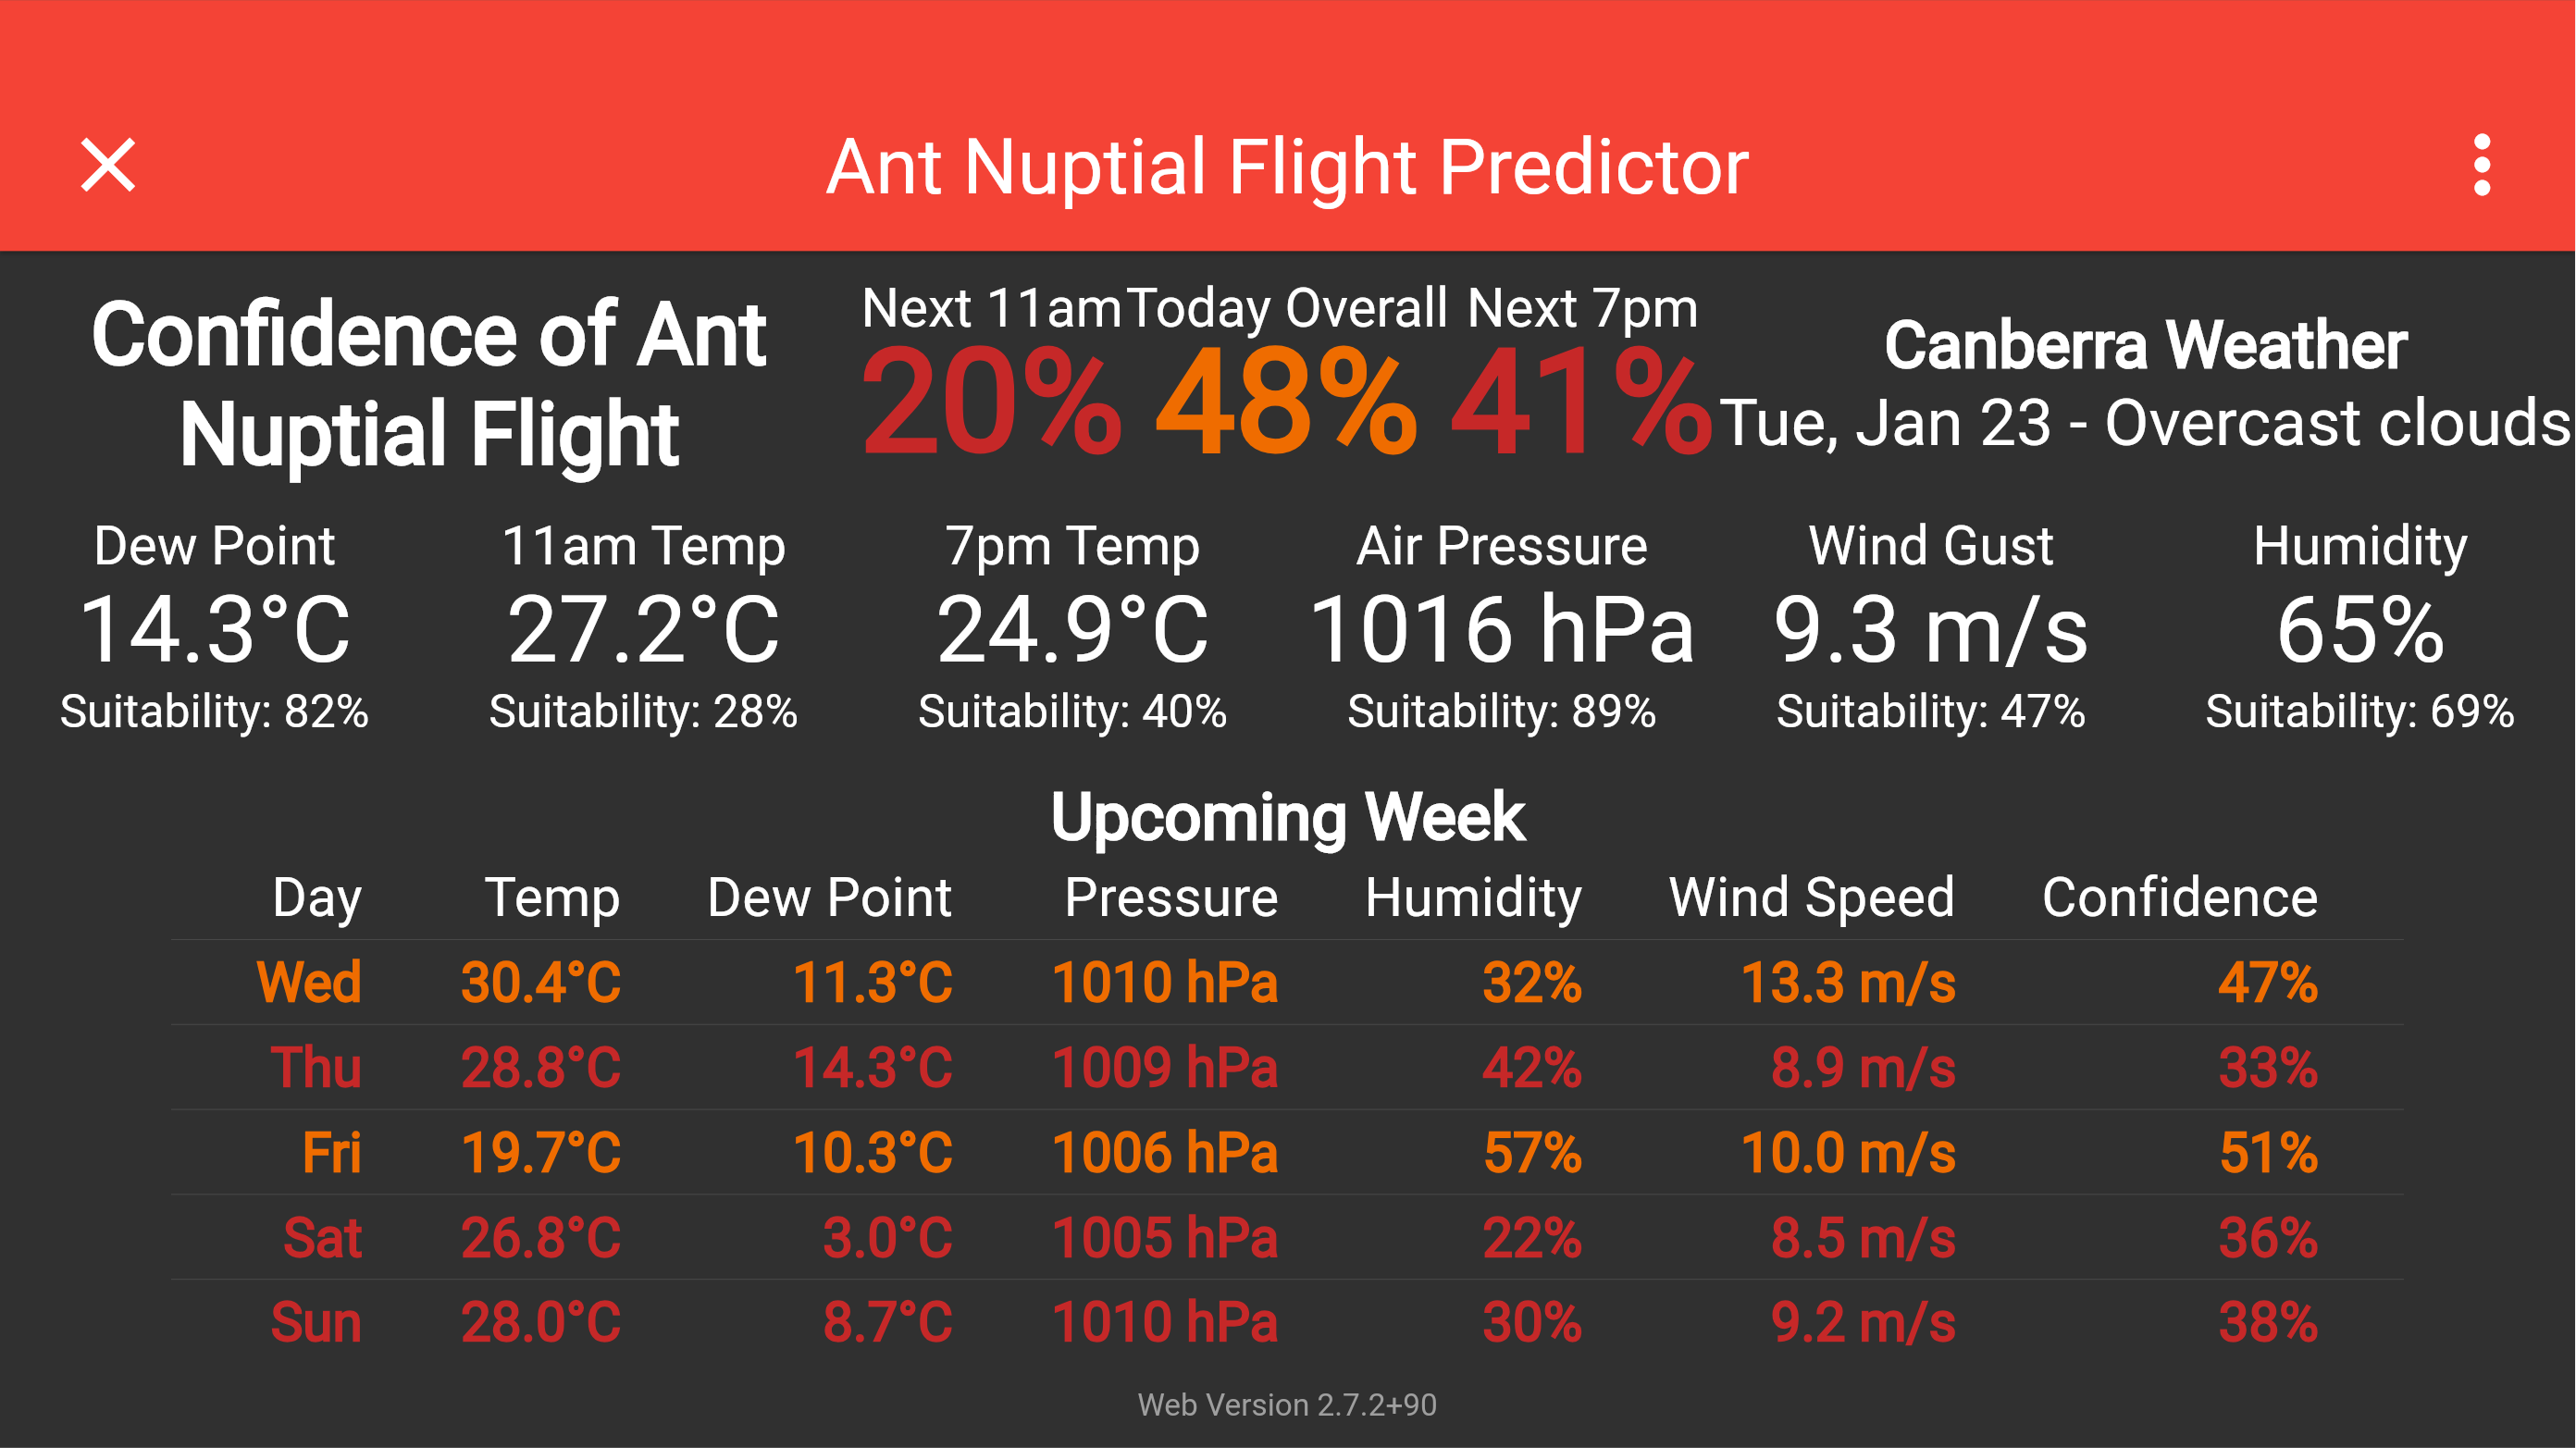 Ant Nuptial Flight Predictor
Confidence of Ant
Nuptial Flight
Next 11am Today Overall Next 7pm
20% 48% 41%
Canberra Weather
Tue, Jan 23 - Overcast clouds
Dew Point 11am Temp 7pm Temp Air Pressure Wind Gust Humidity
14.3°C 27.2°C 24.9°C 1016 hPa 9.3 m/s 65%
Suitability: 82% Suitability: 28% Suitability: 40% Suitability: 89% Suitability: 47% Suitability: 69%
Upcoming Week
Day Temp Dew Point Pressure Humidity Wind Speed Confidence
Wed 30.4°C 11.3°C 1010 hPa 32% 13.3 m/s 47%
Thu 28.8°C 14.3°C 1009 hPa 42% 8.9 m/s 33%
Fri 19.7°C 10.3°C 1006 hPa 57% 10.0 m/s 51%
Sat 26.8°C 3.0°C 1005 hPa 22% 8.5 m/s 36%
Sun 28.0°C 8.7°C 1010 hPa 30% 9.2 m/s 38%
Web Version 2.7.2+90